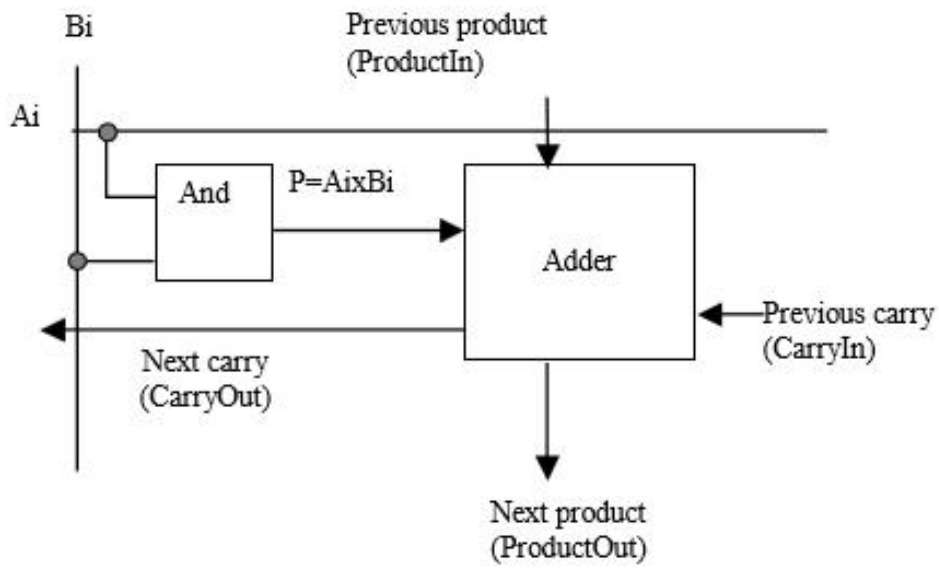 Bi
Previous product
(ProductIn)
Ai
And
P=AixBi
Adder
Previous carry
(CarryIn)
Next carry
(CarryOut)
Next product
(ProductOut)